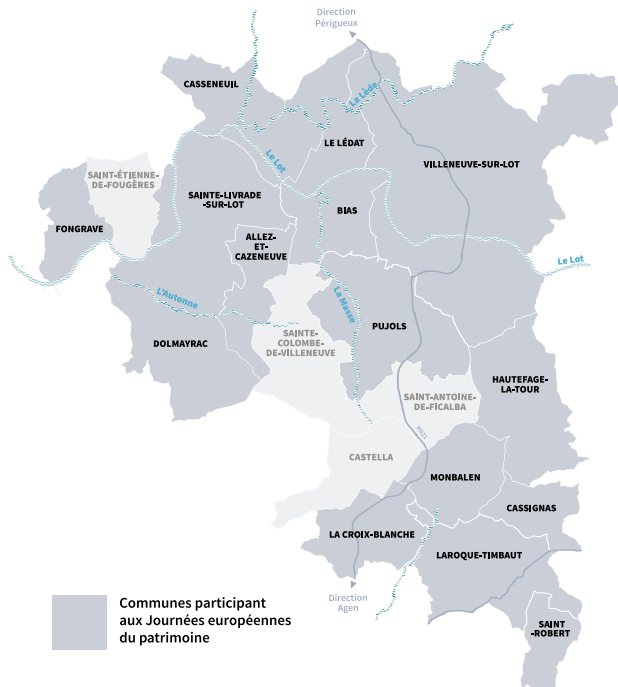 Direction
Périgueux
CASSENEUIL
La Lède
LE LÉDAT
Le Lot
VILLENEUVE-SUR-LOT
SAINT-ÉTIENNE-
DE-FOUGÈRES
SAINTE-LIVRADE
-SUR-LOT
FONGRAVE
BIAS
ALLEZ-
ET-
CAZENEUVE
Le Lot
L'Autonne
La Masse
SAINTE-
COLOMBE-
DE-VILLENEUVE
PUJOLS
DOLMAYRAC
HAUTEFAGE-
LA-TOUR
SAINT-ANTOINE-
DE-FICALBA
RN21
CASTELLA
MONBALEN
CASSIGNAS
LA CROIX-BLANCHE
LAROQUE-TIMBAUT
Direction
Agen
SAINT
-ROBERT
Communes participant
aux Journées européennes
du patrimoine